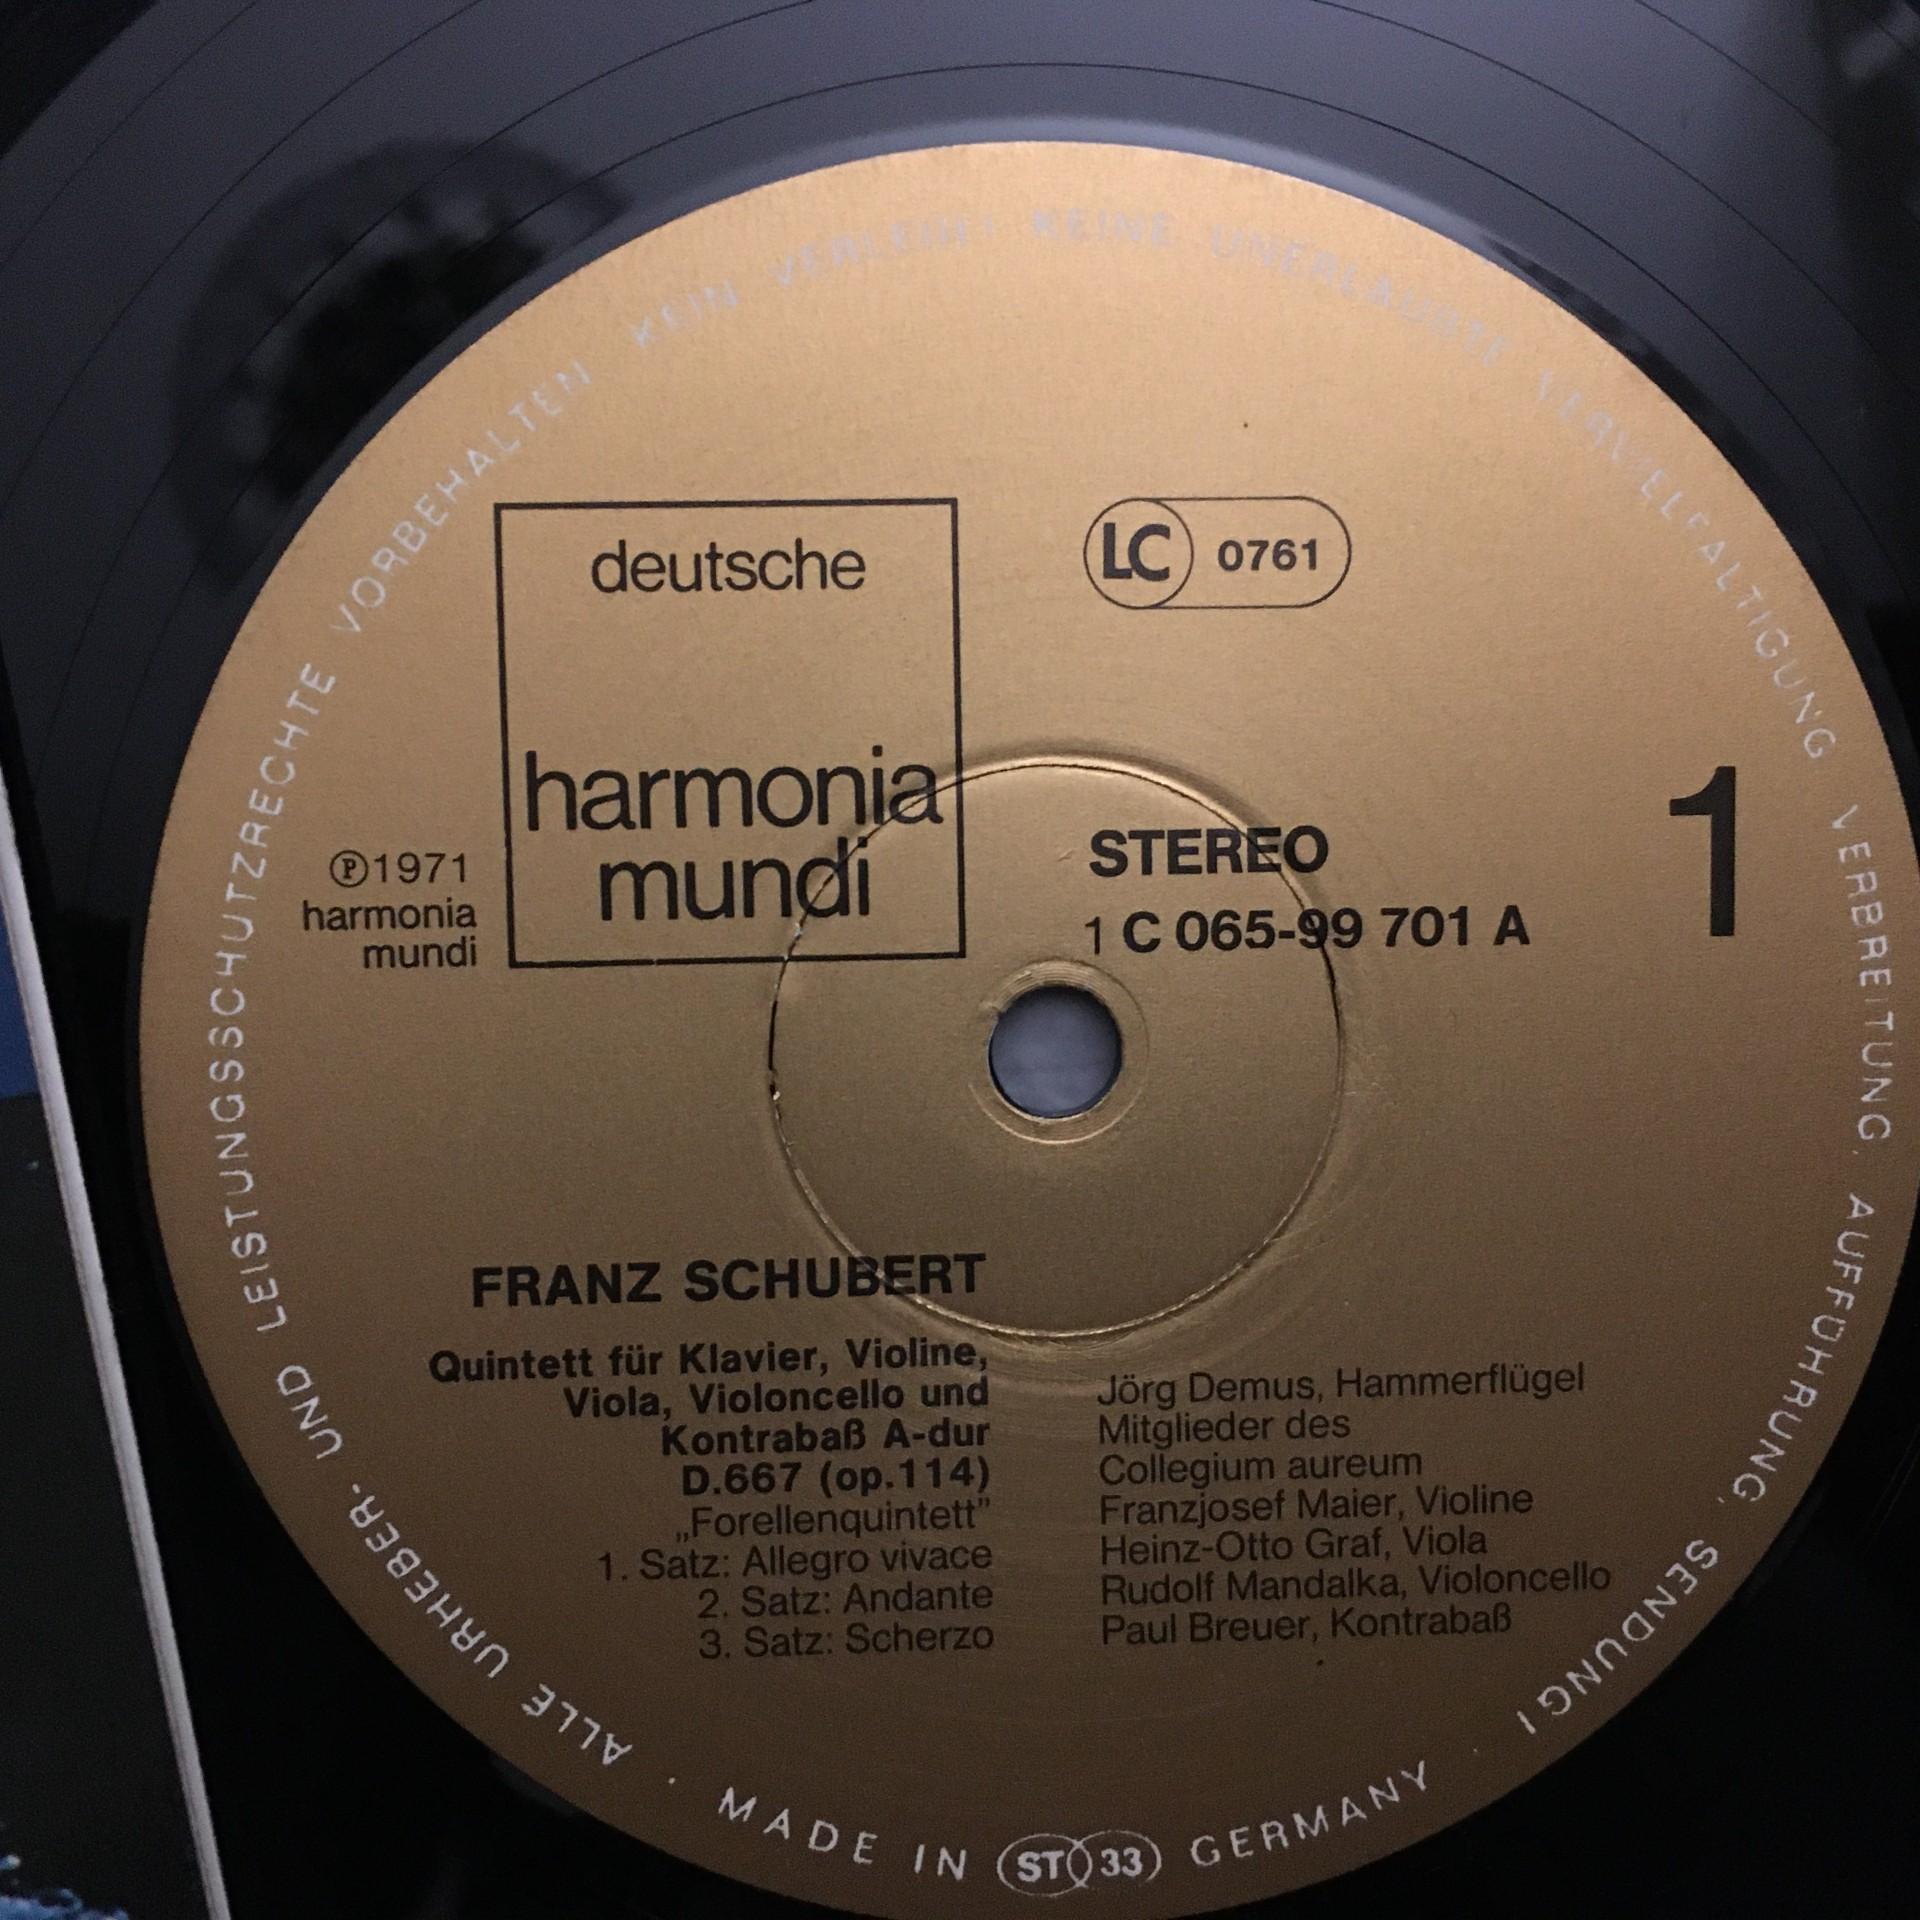 deutsche
harmonia
mundi
LC 0761
℗1971
harmonia
mundi
STEREO
1 C 065-99 701 A
1
FRANZ SCHUBERT
Quintett für Klavier, Violine,
Viola, Violoncello und
Kontrabaß A-dur
D.667 (op.114)
„Forellenquintett”
1. Satz: Allegro vivace
2. Satz: Andante
3. Satz: Scherzo
Jörg Demus, Hammerflügel
Mitglieder des
Collegium aureum
Franzjosef Maier, Violine
Heinz-Otto Graf, Viola
Rudolf Mandalka, Violoncello
Paul Breuer, Kontrabaß
ALLE URHEBER- UND LEISTUNGSSCHUTZRECHTE VORBEHALTEN KEIN VERLEIH! KEINE UNERLAUBTE VERVIELFÄLTIGUNG, VERBREITUNG, AUFFÜHRUNG, SENDUNG! · MADE IN ST 33 GERMANY ·